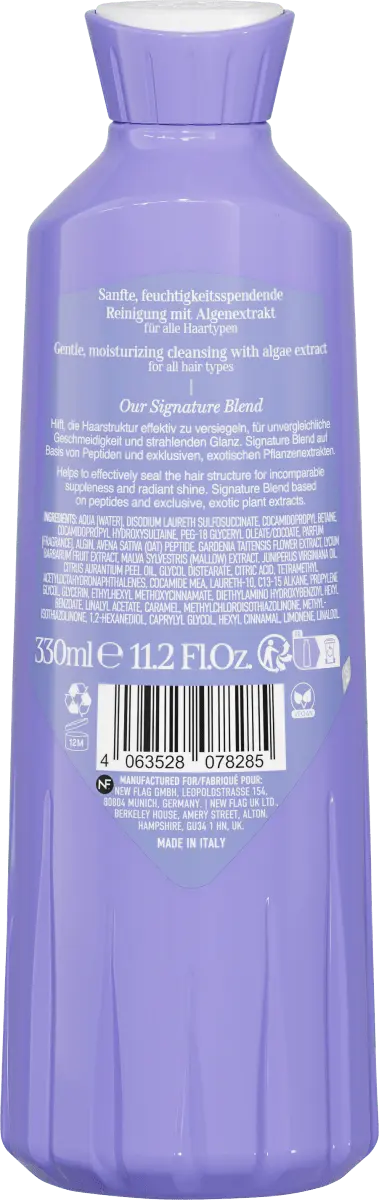 Sanfte, feuchtigkeitsspendende
Reinigung mit Algenextrakt
für alle Haartypen
Gentle, moisturizing cleansing with algae extract
for all hair types
Our Signature Blend
Hilft, die Haarstruktur effektiv zu versiegeln, für unvergleichliche
Geschmeidigkeit und strahlenden Glanz. Signature Blend auf
Basis von Peptiden und exklusiven, exotischen Pflanzenextrakten.
Helps to effectively seal the hair structure for incomparable
suppleness and radiant shine. Signature Blend based
on peptides and exclusive, exotic plant extracts.
INGREDIENTS: AQUA (WATER), DISODIUM LAURETH SULFOSUCCINATE, COCAMIDOPROPYL BETAINE,
COCAMIDOPROPYL HYDROXYSULTAINE, PEG-18 GLYCERYL OLEATE/COCOATE, PARFUM
(FRAGRANCE), ALGIN, AVENA SATIVA (OAT) PEPTIDE, GARDENIA TAITENSIS FLOWER EXTRACT, LYCIUM
BARBARUM FRUIT EXTRACT, MALVA SYLVESTRIS (MALLOW) EXTRACT, JUNIPERUS VIRGINIANA OIL,
CITRUS AURANTIUM PEEL OIL, GLYCOL DISTEARATE, CITRIC ACID, TETRAMETHYL
ACETYLOCTAHYDRONAPHTHALENES, COCAMIDE MEA, LAURETH-10, C13-15 ALKANE, PROPYLENE
GLYCOL, GLYCERIN, ETHYLHEXYL METHOXYCINNAMATE, DIETHYLAMINO HYDROXYBENZOYL HEXYL
BENZOATE, LINALYL ACETATE, CARAMEL, METHYLCHLOROISOTHIAZOLINONE, METHYL-
ISOTHIAZOLINONE, 1,2-HEXANEDIOL, CAPRYLYL GLYCOL, HEXYL CINNAMAL, LIMONENE, LINALOOL
330ml ℮ 11.2 Fl.Oz.
12M
VEGAN
4 063528 078285
NF
MANUFACTURED FOR/FABRIQUÉ POUR:
NEW FLAG GMBH, LEOPOLDSTRASSE 154,
80804 MUNICH, GERMANY. | NEW FLAG UK LTD.,
BERKELEY HOUSE, AMERY STREET, ALTON,
HAMPSHIRE, GU34 1 HN, UK.
MADE IN ITALY